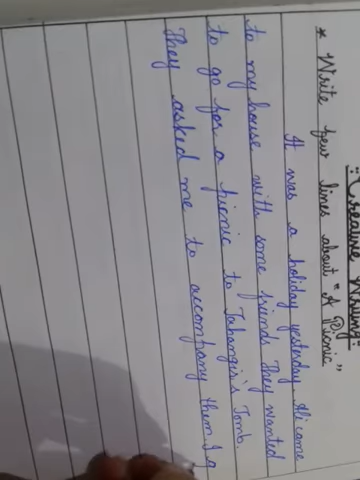 :Creative Writing:
* Write few lines about "A Picnic"
It was a holiday yesterday Ali came
to my house with some friends They wanted
to go for a picnic to Jahangir's Tomb.
They asked me to accompany them. I g